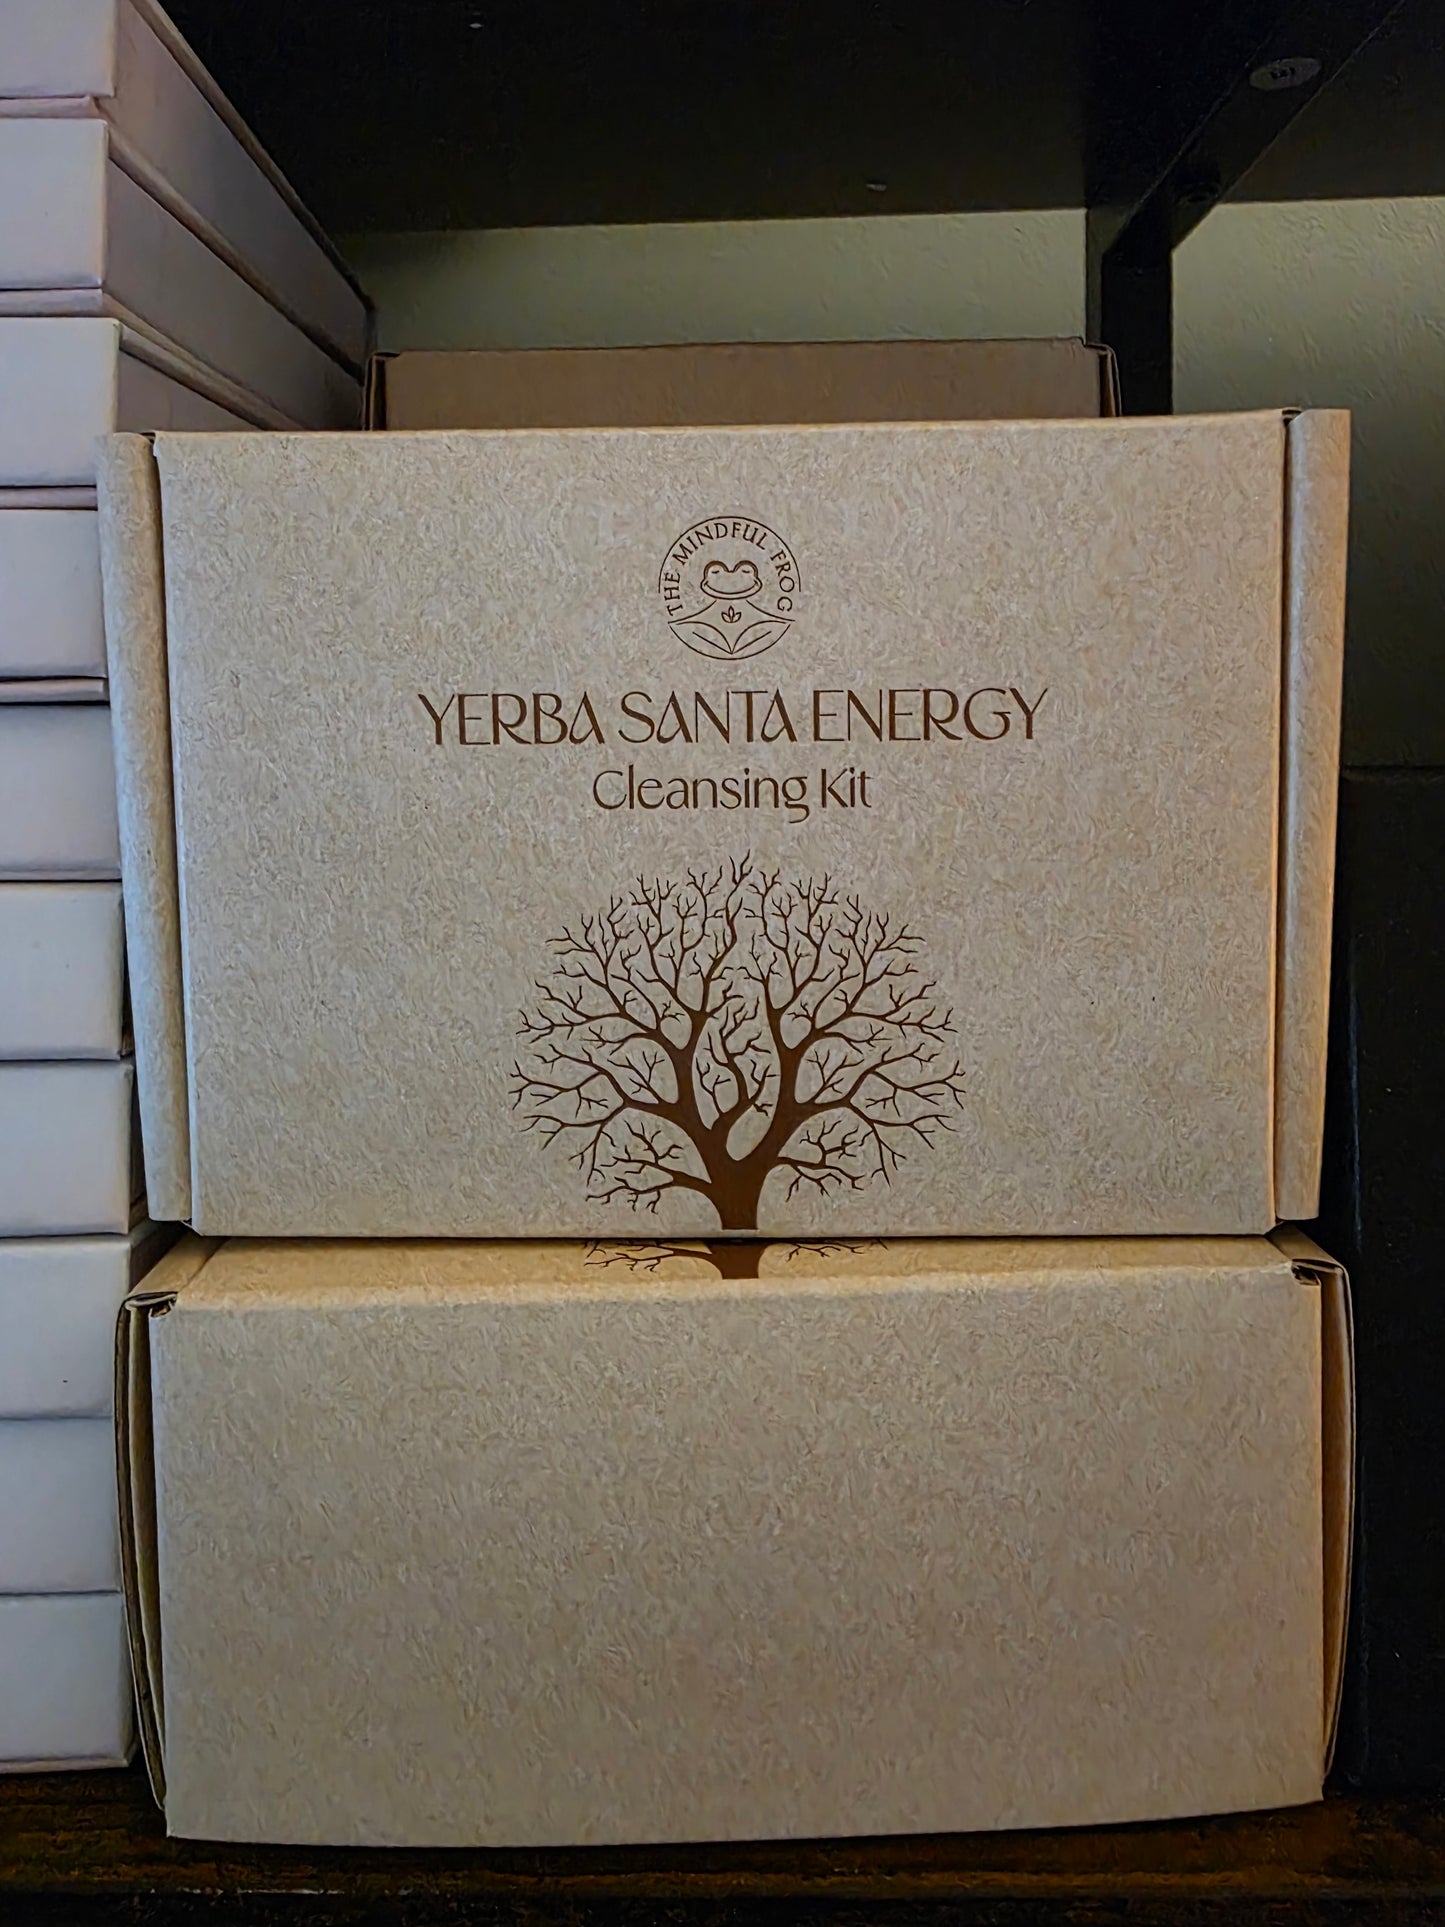 THE MINDFUL FROG
YERBA SANTA ENERGY
Cleansing Kit